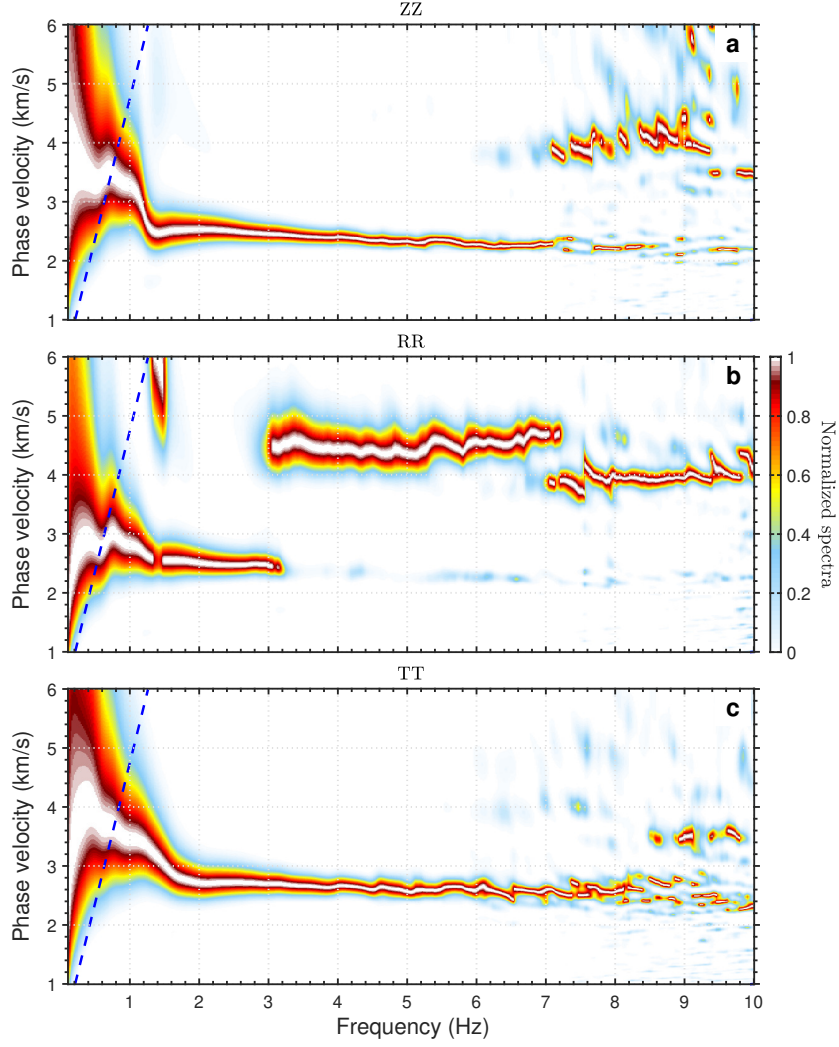 ZZ
a
6
5
4
3
2
1
Phase velocity (km/s)
RR
b
6
5
4
3
2
1
Phase velocity (km/s)
1
0.8
0.6
0.4
0.2
0
Normalized spectra
TT
c
6
5
4
3
2
1
Phase velocity (km/s)
1 2 3 4 5 6 7 8 9 10
Frequency (Hz)